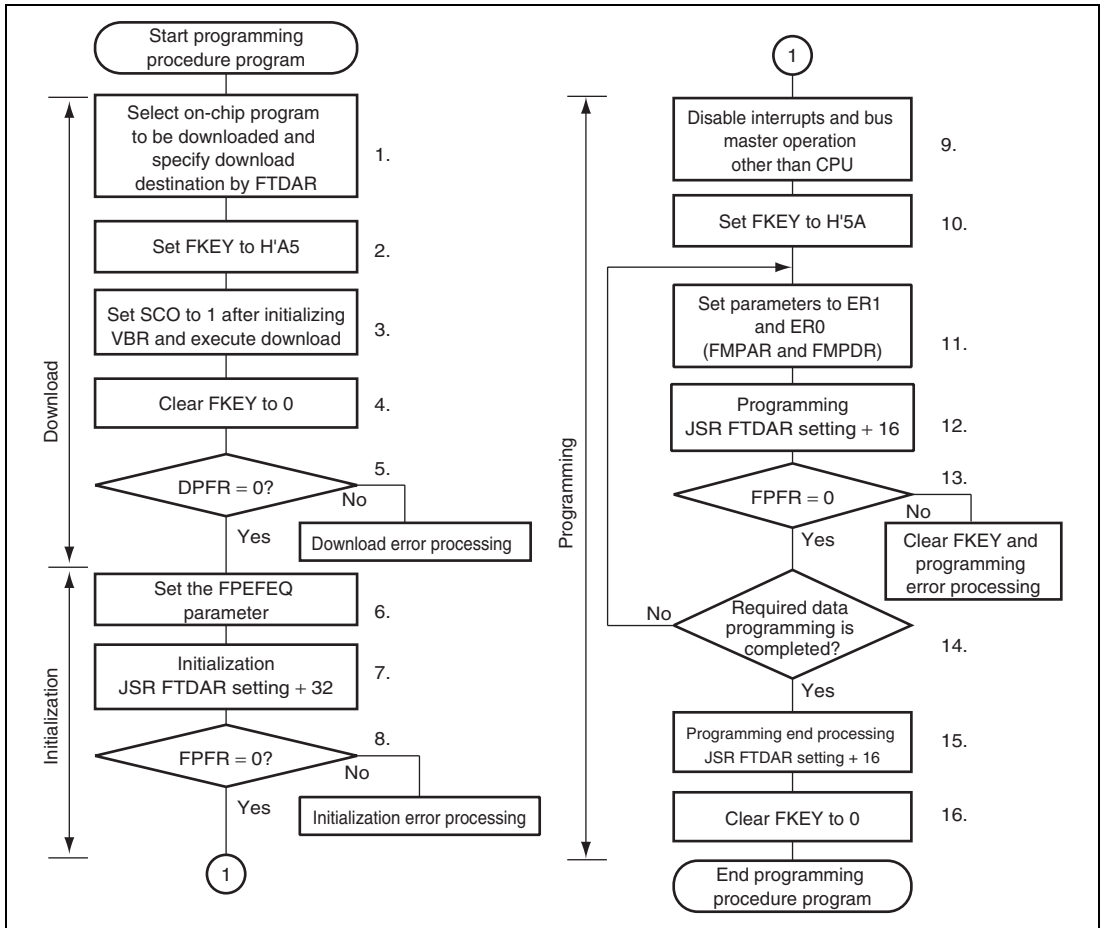 Start programming
procedure program
Download
Select on-chip program
to be downloaded and
specify download
destination by FTDAR
1.
Set FKEY to H'A5
2.
Set SCO to 1 after initializing
VBR and execute download
3.
Clear FKEY to 0
4.
DPFR = 0?
5.
No
Yes
Download error processing
Initialization
Set the FPEFEQ
parameter
6.
Initialization
JSR FTDAR setting + 32
7.
FPFR = 0?
8.
No
Yes
Initialization error processing
1
1
Programming
Disable interrupts and bus
master operation
other than CPU
9.
Set FKEY to H'5A
10.
Set parameters to ER1
and ER0
(FMPAR and FMPDR)
11.
Programming
JSR FTDAR setting + 16
12.
FPFR = 0
13.
No
Yes
Clear FKEY and
programming
error processing
Required data
programming is
completed?
No
14.
Yes
Programming end processing
JSR FTDAR setting + 16
15.
Clear FKEY to 0
16.
End programming
procedure program